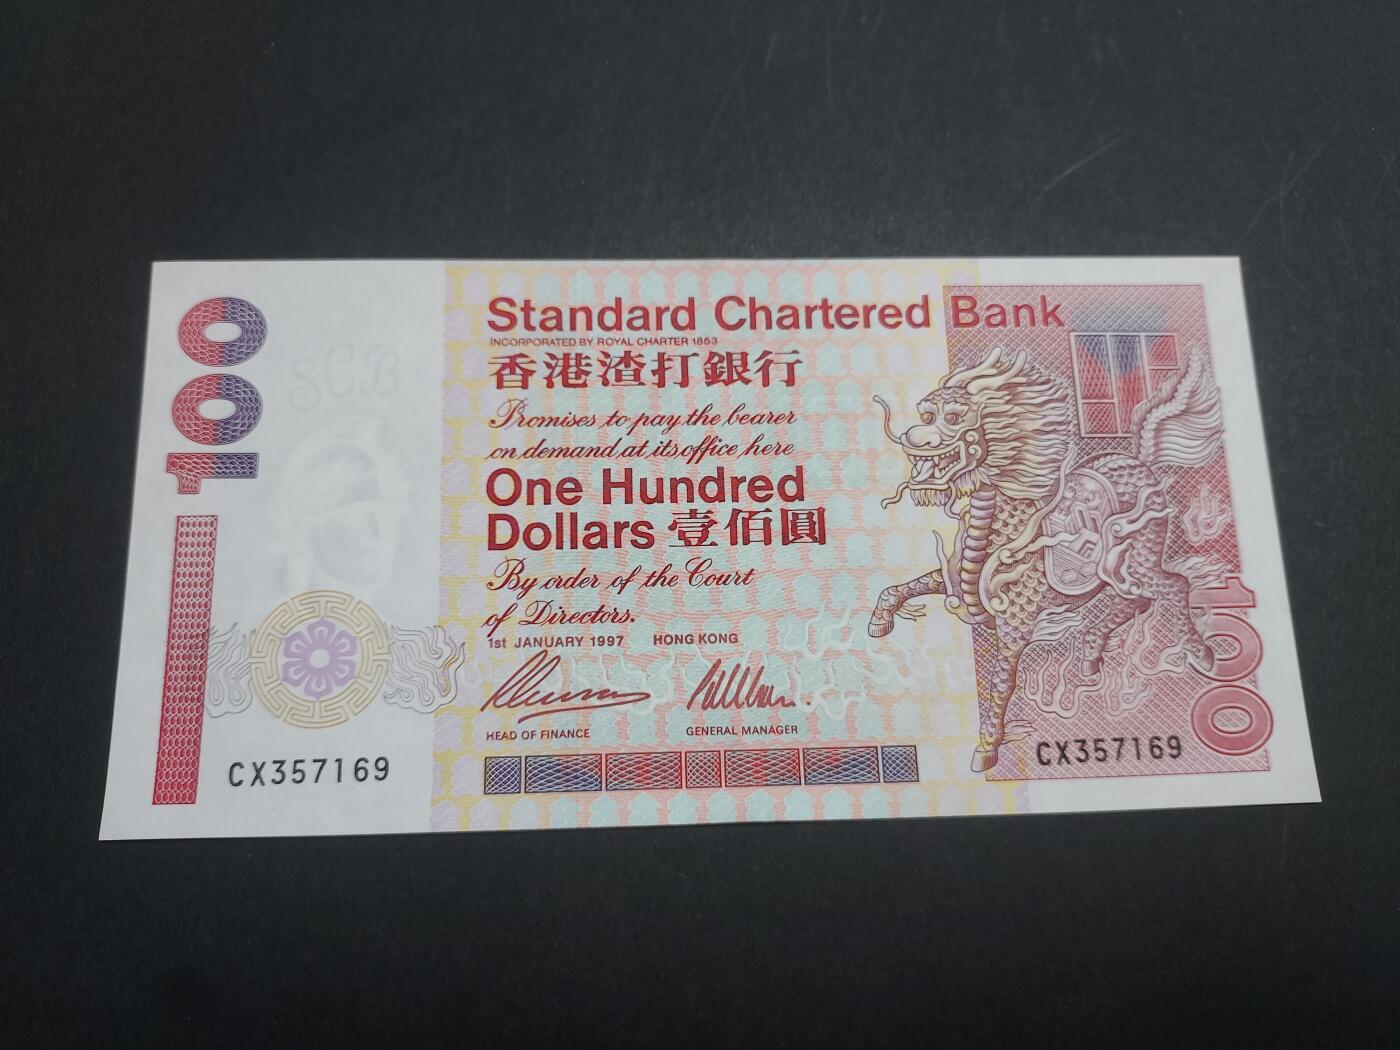 100
SCB
Standard Chartered Bank
INCORPORATED BY ROYAL CHARTER 1853
香港渣打銀行
Promises to pay the bearer
on demand at its office here
One Hundred
Dollars 壹佰圓
By order of the Court
of Directors.
1st JANUARY 1997 HONG KONG
HEAD OF FINANCE GENERAL MANAGER
CX357169
CX357169
100